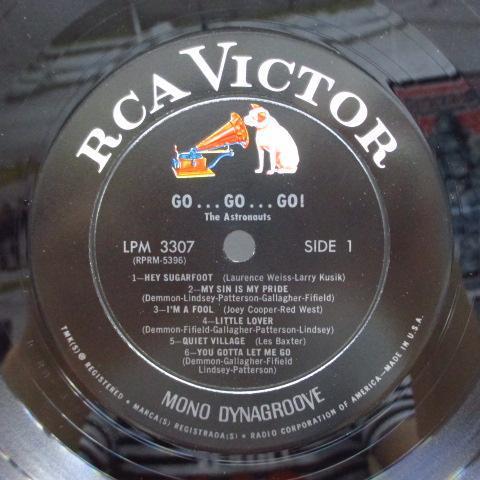 RCA VICTOR
GO...GO...GO!
The Astronauts
LPM 3307
(RPRM-5396)
SIDE 1
1—HEY SUGARFOOT (Laurence Weiss-Larry Kusik)
2—MY SIN IS MY PRIDE
(Demmon-Lindsey-Patterson-Gallagher-Fifield)
3—I'M A FOOL (Joey Cooper-Red West)
4—LITTLE LOVER
(Demmon-Fifield-Gallagher-Patterson-Lindsey)
5—QUIET VILLAGE (Les Baxter)
6—YOU GOTTA LET ME GO
(Demmon-Gallagher-Fifield
Lindsey-Patterson)
MONO DYNAGROOVE
TMK(S) ® REGISTERED • MARCA(S) REGISTRADA(S) • RADIO CORPORATION OF AMERICA—MADE IN U.S.A.